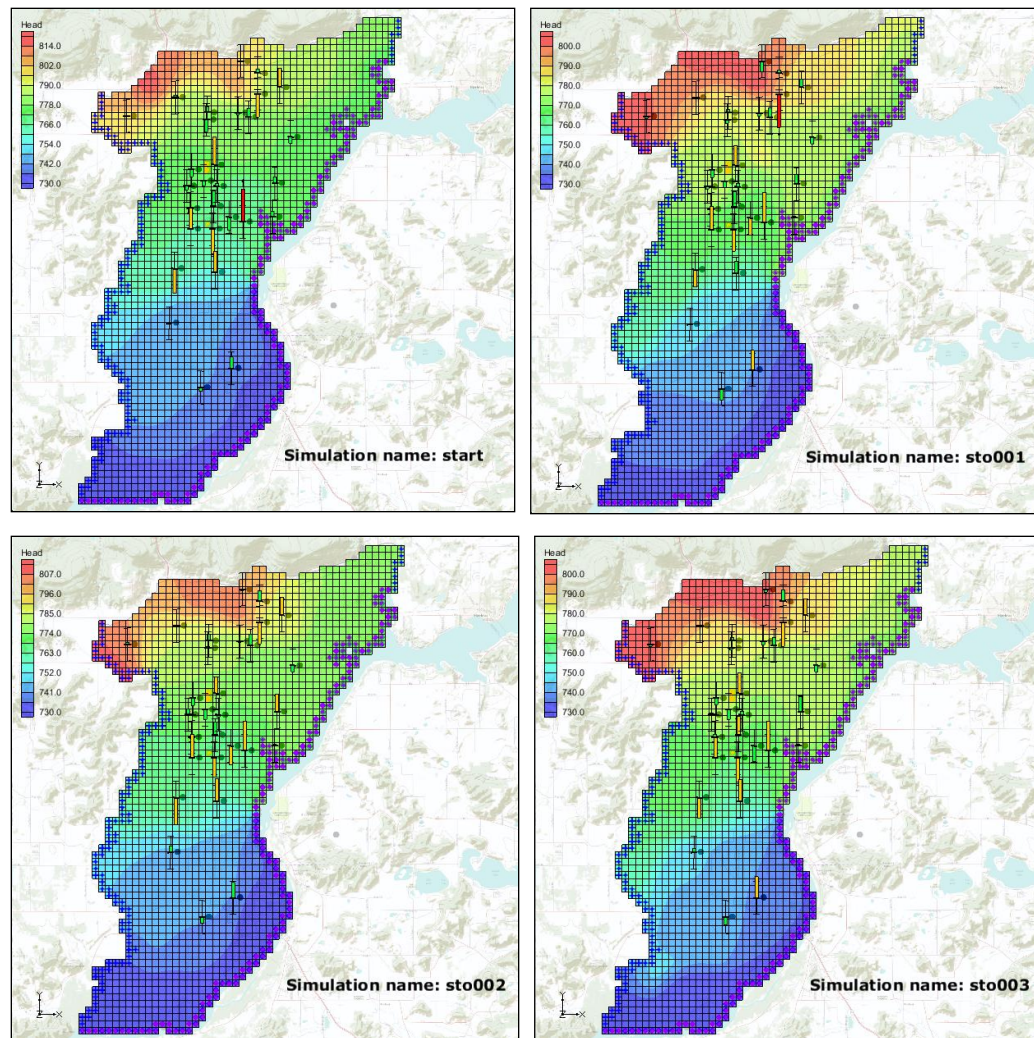 Head
814.0
802.0
790.0
778.0
766.0
754.0
742.0
730.0
Simulation name: start
Y
Z
X
Head
800.0
790.0
780.0
770.0
760.0
750.0
740.0
730.0
Simulation name: sto001
Y
Z
X
Head
807.0
796.0
785.0
774.0
763.0
752.0
741.0
730.0
Simulation name: sto002
Y
Z
X
Head
800.0
790.0
780.0
770.0
760.0
750.0
740.0
730.0
Simulation name: sto003
Y
Z
X